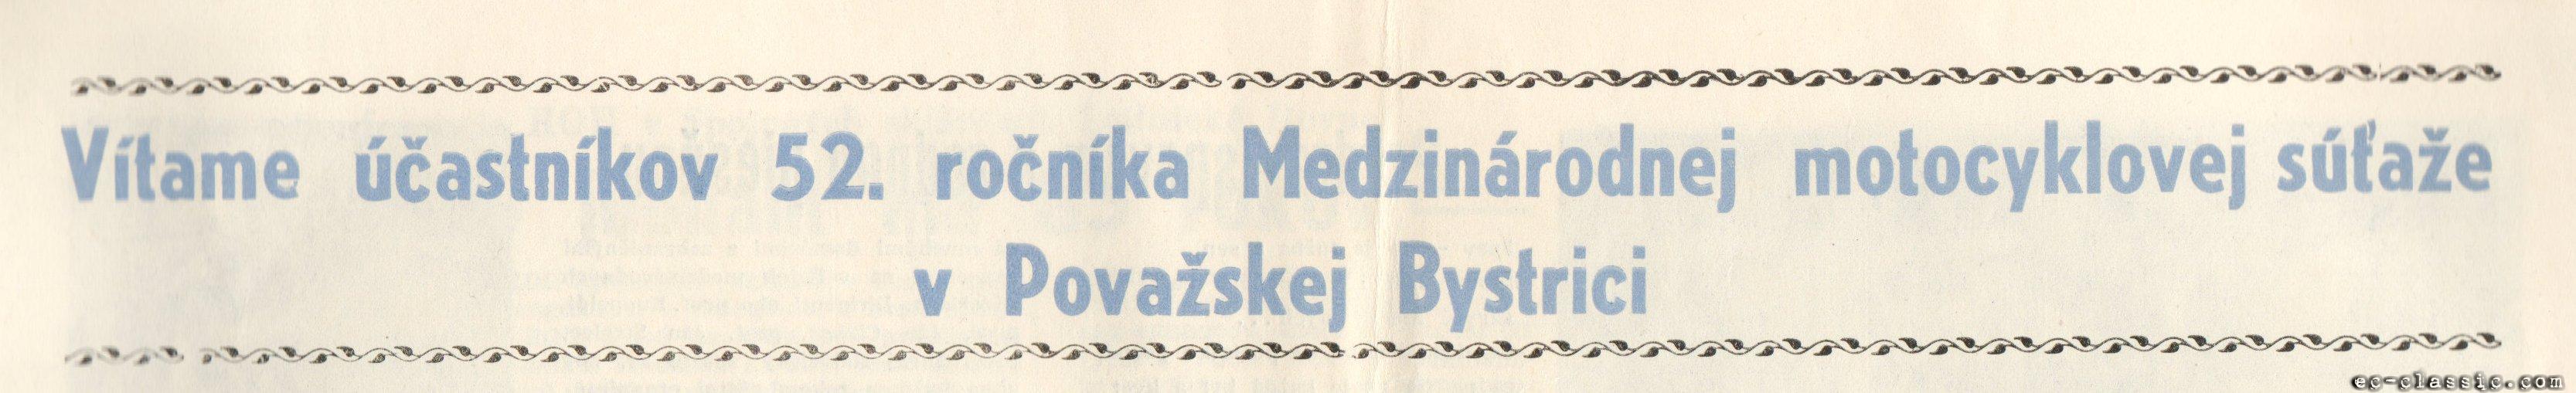 Vítame účastníkov 52. ročníka Medzinárodnej motocyklovej súťaže
v Považskej Bystrici
ec-classic.com